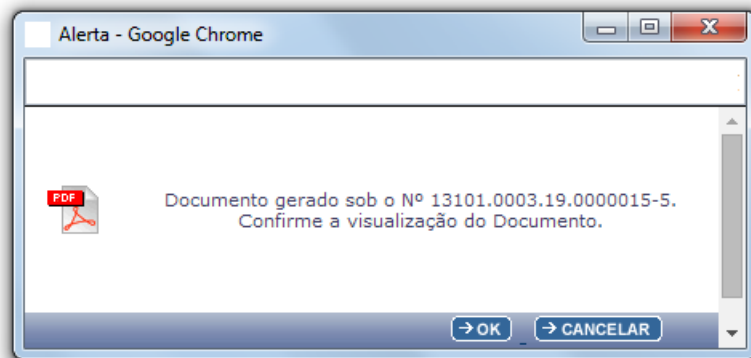 Alerta - Google Chrome
PDF
Documento gerado sob o Nº 13101.0003.19.0000015-5.
Confirme a visualização do Documento.
OK
CANCELAR